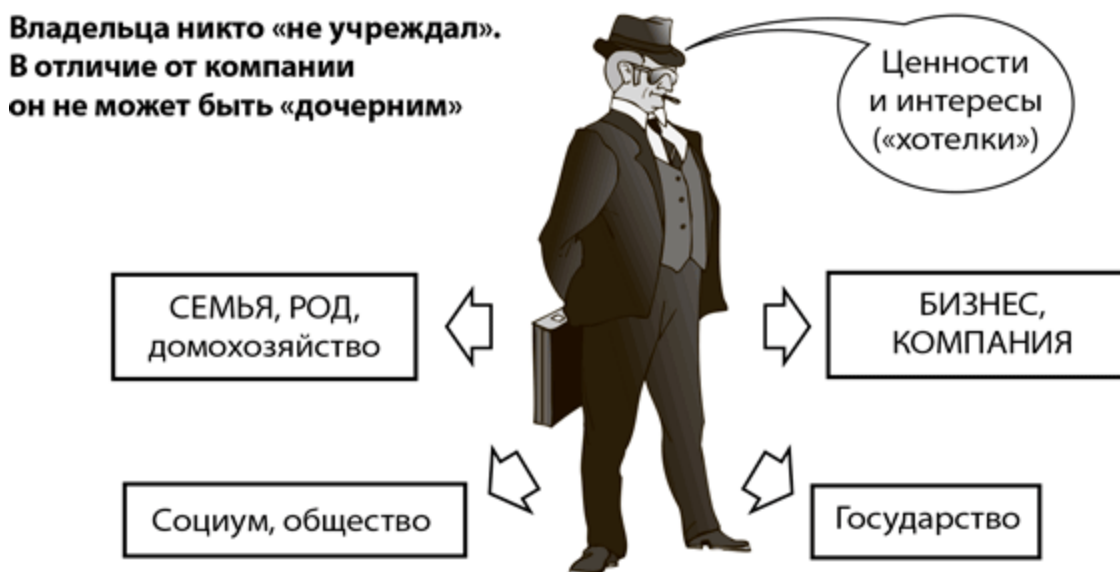 Владельца никто «не учреждал».
В отличие от компании
он не может быть «дочерним»
Ценности
и интересы
(«хотелки»)
СЕМЬЯ, РОД,
домохозяйство
БИЗНЕС,
КОМПАНИЯ
Социум, общество
Государство